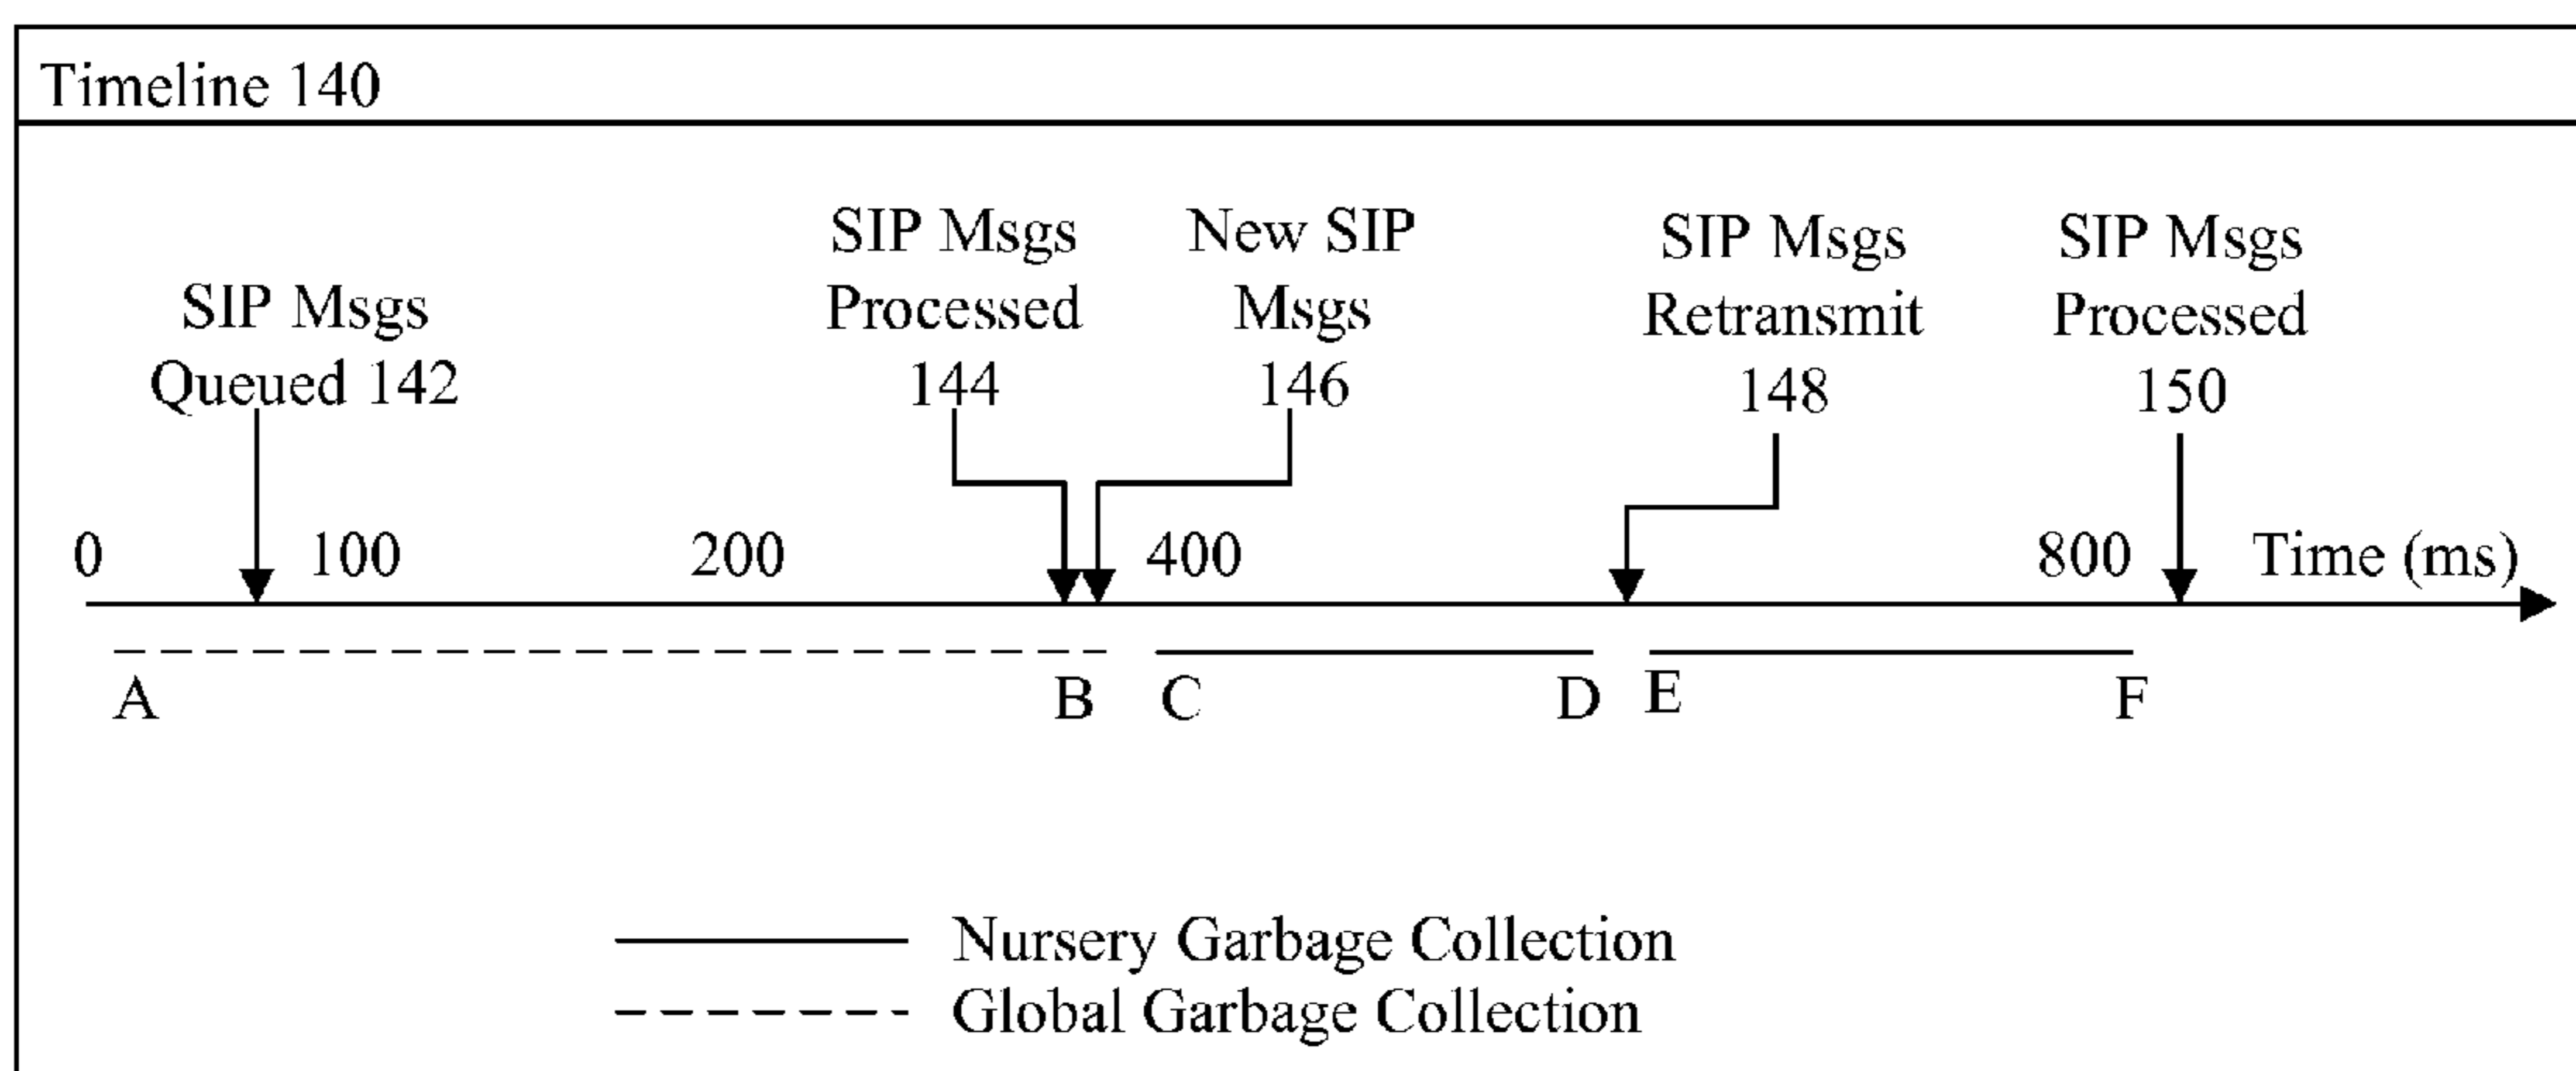 Timeline 140
SIP Msgs
Queued 142
SIP Msgs
Processed
144
New SIP
Msgs
146
SIP Msgs
Retransmit
148
SIP Msgs
Processed
150
0 100 200 400 800 Time (ms)
A B C D E F
Nursery Garbage Collection
Global Garbage Collection